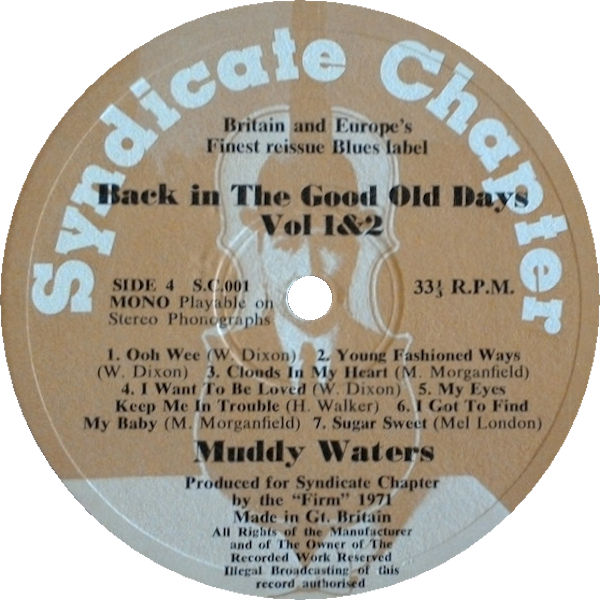 Syndicate Chapter
Britain and Europe's
Finest reissue Blues label
Back in The Good Old Days
Vol 1&2
SIDE 4 S.C.001
MONO Playable on
Stereo Phonographs
33⅓ R.P.M.
1. Ooh Wee (W. Dixon) 2. Young Fashioned Ways
(W. Dixon) 3. Clouds In My Heart (M. Morganfield)
4. I Want To Be Loved (W. Dixon) 5. My Eyes
Keep Me In Trouble (H. Walker) 6. I Got To Find
My Baby (M. Morganfield) 7. Sugar Sweet (Mel London)
Muddy Waters
Produced for Syndicate Chapter
by the "Firm" 1971
Made in Gt. Britain
All Rights of the Manufacturer
and of The Owner of The
Recorded Work Reserved
Illegal Broadcasting of this
record authorised